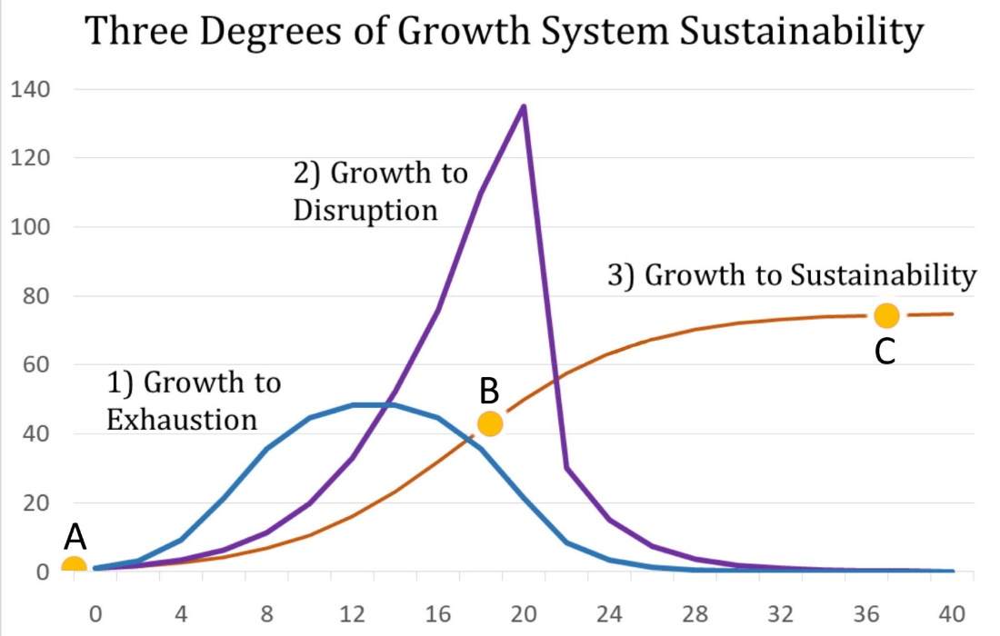 Three Degrees of Growth System Sustainability
140
120
2) Growth to
Disruption
100
3) Growth to Sustainability
80
C
60
1) Growth to
Exhaustion
B
40
20
A
0
0 4 8 12 16 20 24 28 32 36 40